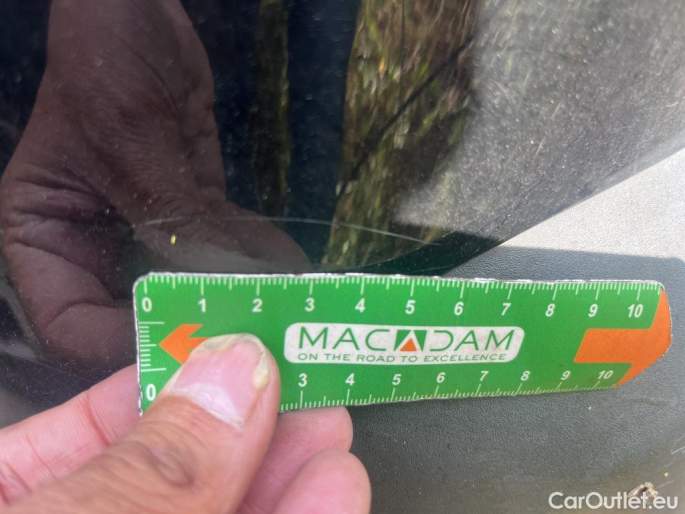 0 1 2 3 4 5 6 7 8 9 10
MACADAM
ON THE ROAD TO EXCELLENCE
0 3 4 5 6 7 8 9 10
CarOutlet.eu